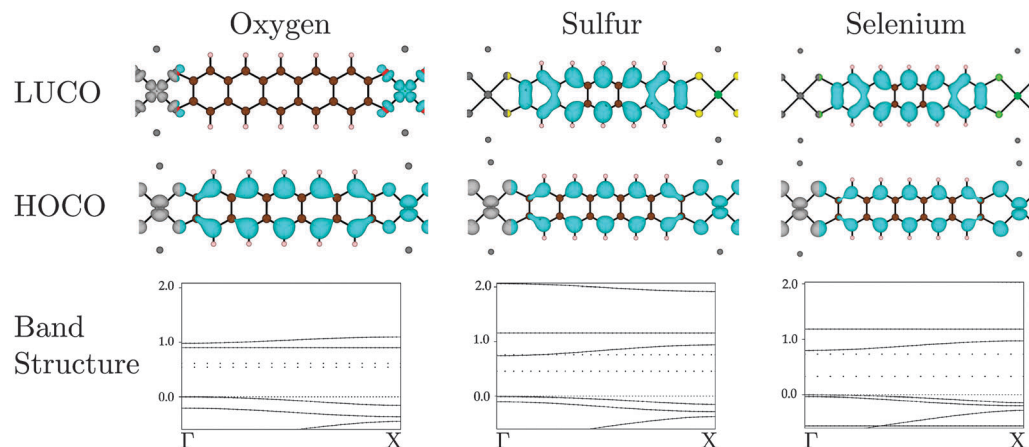 Oxygen Sulfur Selenium
LUCO
HOCO
Band
Structure
2.0 2.0 2.0
1.0 1.0 1.0
0.0 0.0 0.0
Γ X Γ X Γ X